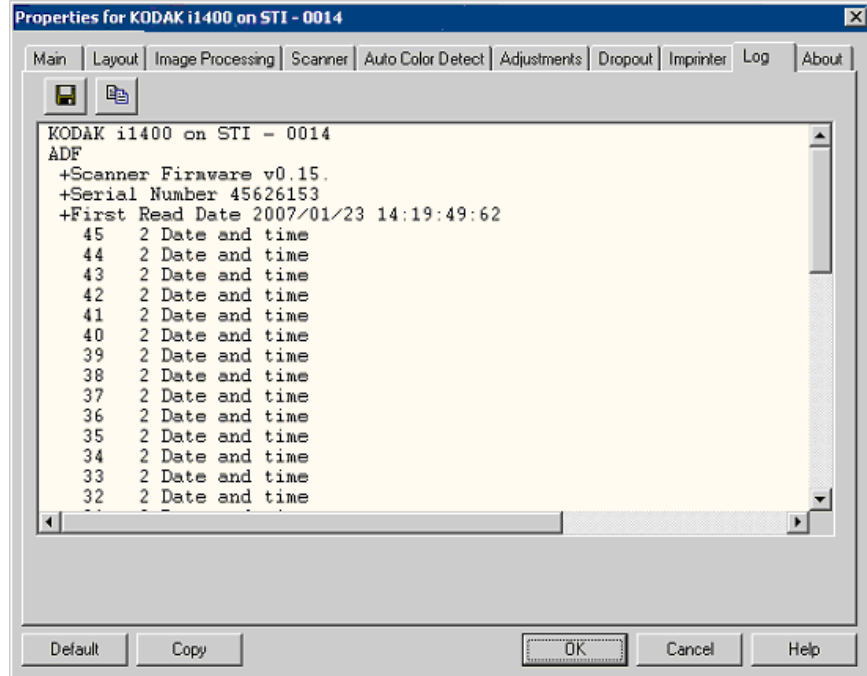 Properties for KODAK i1400 on STI - 0014
Main Layout Image Processing Scanner Auto Color Detect Adjustments Dropout Imprinter Log About
KODAK i1400 on STI - 0014
ADF
+Scanner Firmware v0.15.
+Serial Number 45626153
+First Read Date 2007/01/23 14:19:49:62
45 2 Date and time
44 2 Date and time
43 2 Date and time
42 2 Date and time
41 2 Date and time
40 2 Date and time
39 2 Date and time
38 2 Date and time
37 2 Date and time
36 2 Date and time
35 2 Date and time
34 2 Date and time
33 2 Date and time
32 2 Date and time
Default Copy OK Cancel Help